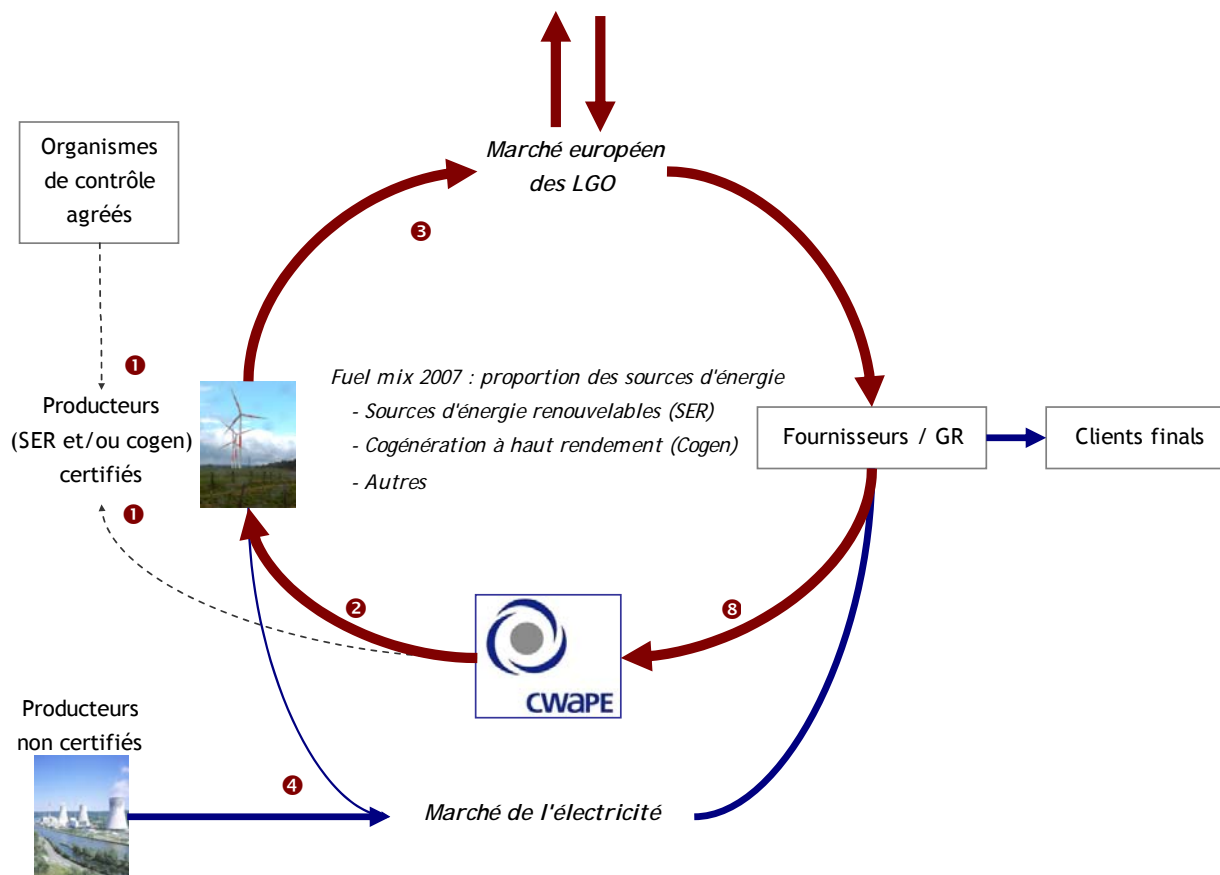 Marché européen
des LGO
Organismes
de contrôle
agréés
❸
❶
Producteurs
(SER et/ou cogen)
certifiés
❶
Fuel mix 2007 : proportion des sources d'énergie
- Sources d'énergie renouvelables (SER)
- Cogénération à haut rendement (Cogen)
- Autres
Fournisseurs / GR
Clients finals
❷
❽
CWAPE
Producteurs
non certifiés
❹
Marché de l'électricité